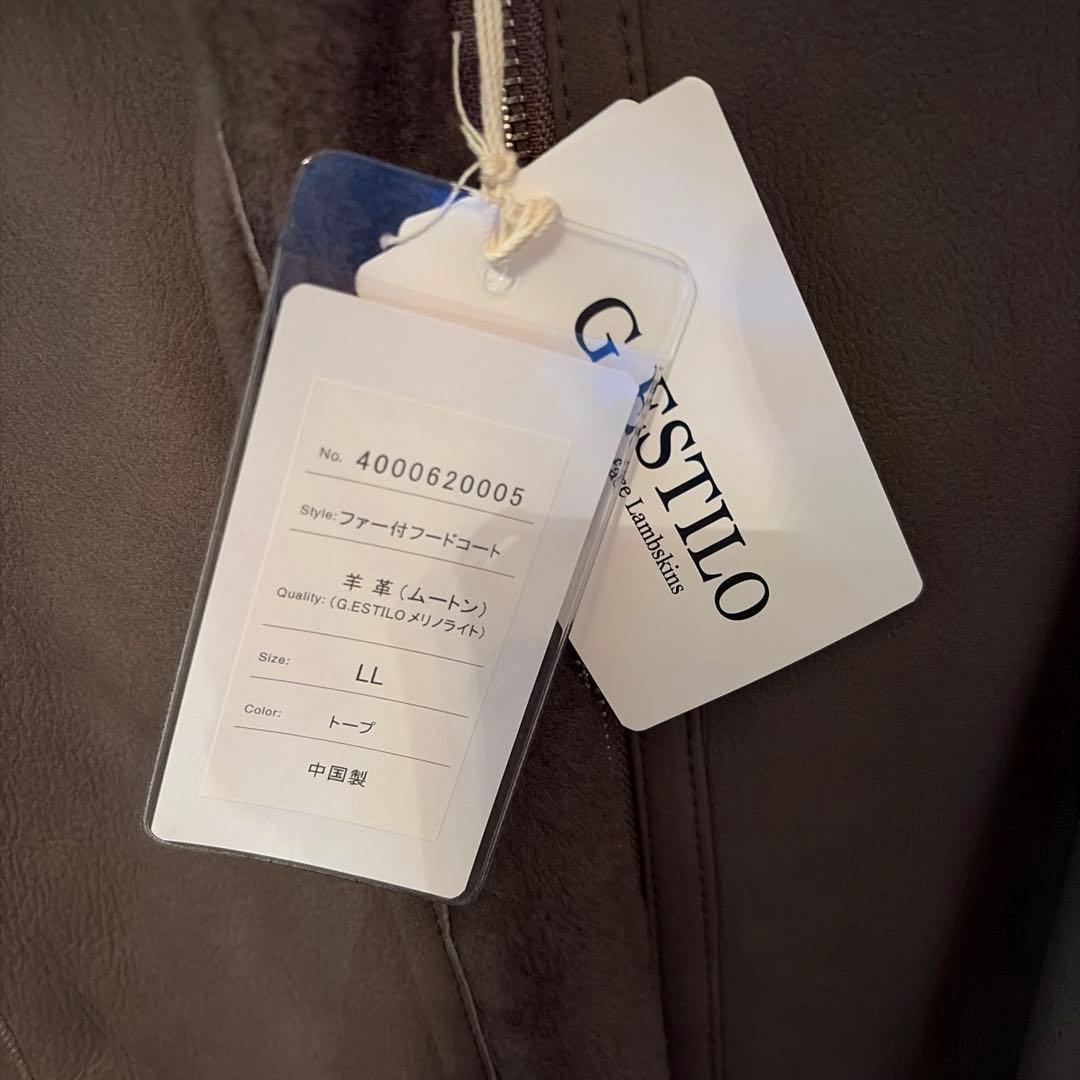 No. 4000620005
Style: ファー付フードコート
羊革(ムートン)
Quality: (G.ESTILOメリノライト)
Size: LL
Color: トープ
中国製
G.ESTILO
face Lambskins